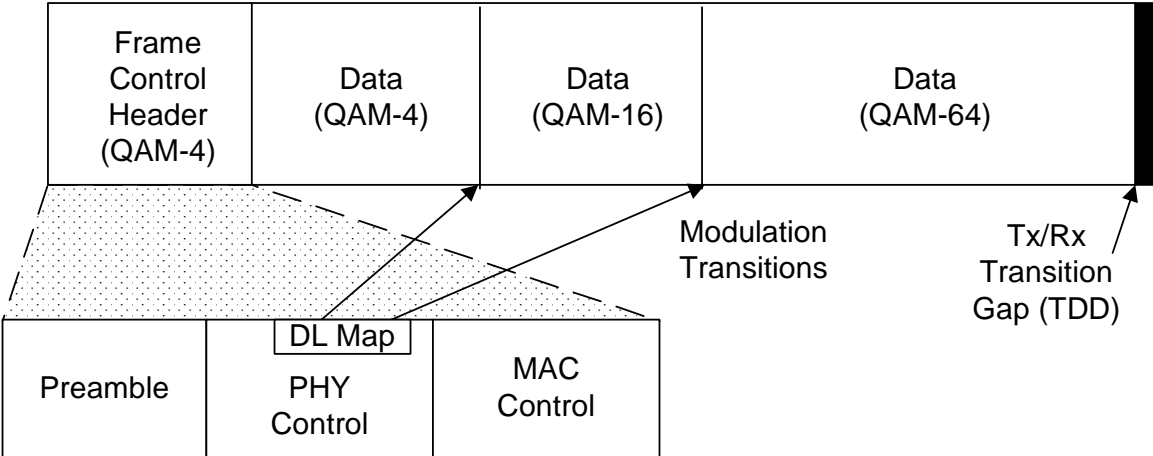 Frame
Control
Header
(QAM-4)
Data
(QAM-4)
Data
(QAM-16)
Data
(QAM-64)
Modulation
Transitions
Tx/Rx
Transition
Gap (TDD)
Preamble
DL Map
PHY
Control
MAC
Control